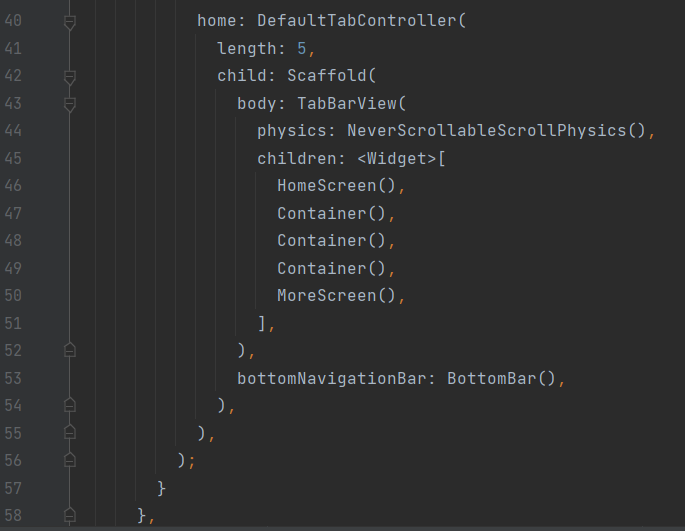 40 home: DefaultTabController(
41 length: 5,
42 child: Scaffold(
43 body: TabBarView(
44 physics: NeverScrollableScrollPhysics(),
45 children: <Widget>[
46 HomeScreen(),
47 Container(),
48 Container(),
49 Container(),
50 MoreScreen(),
51 ],
52 ),
53 bottomNavigationBar: BottomBar(),
54 ),
55 ),
56 );
57 }
58 },